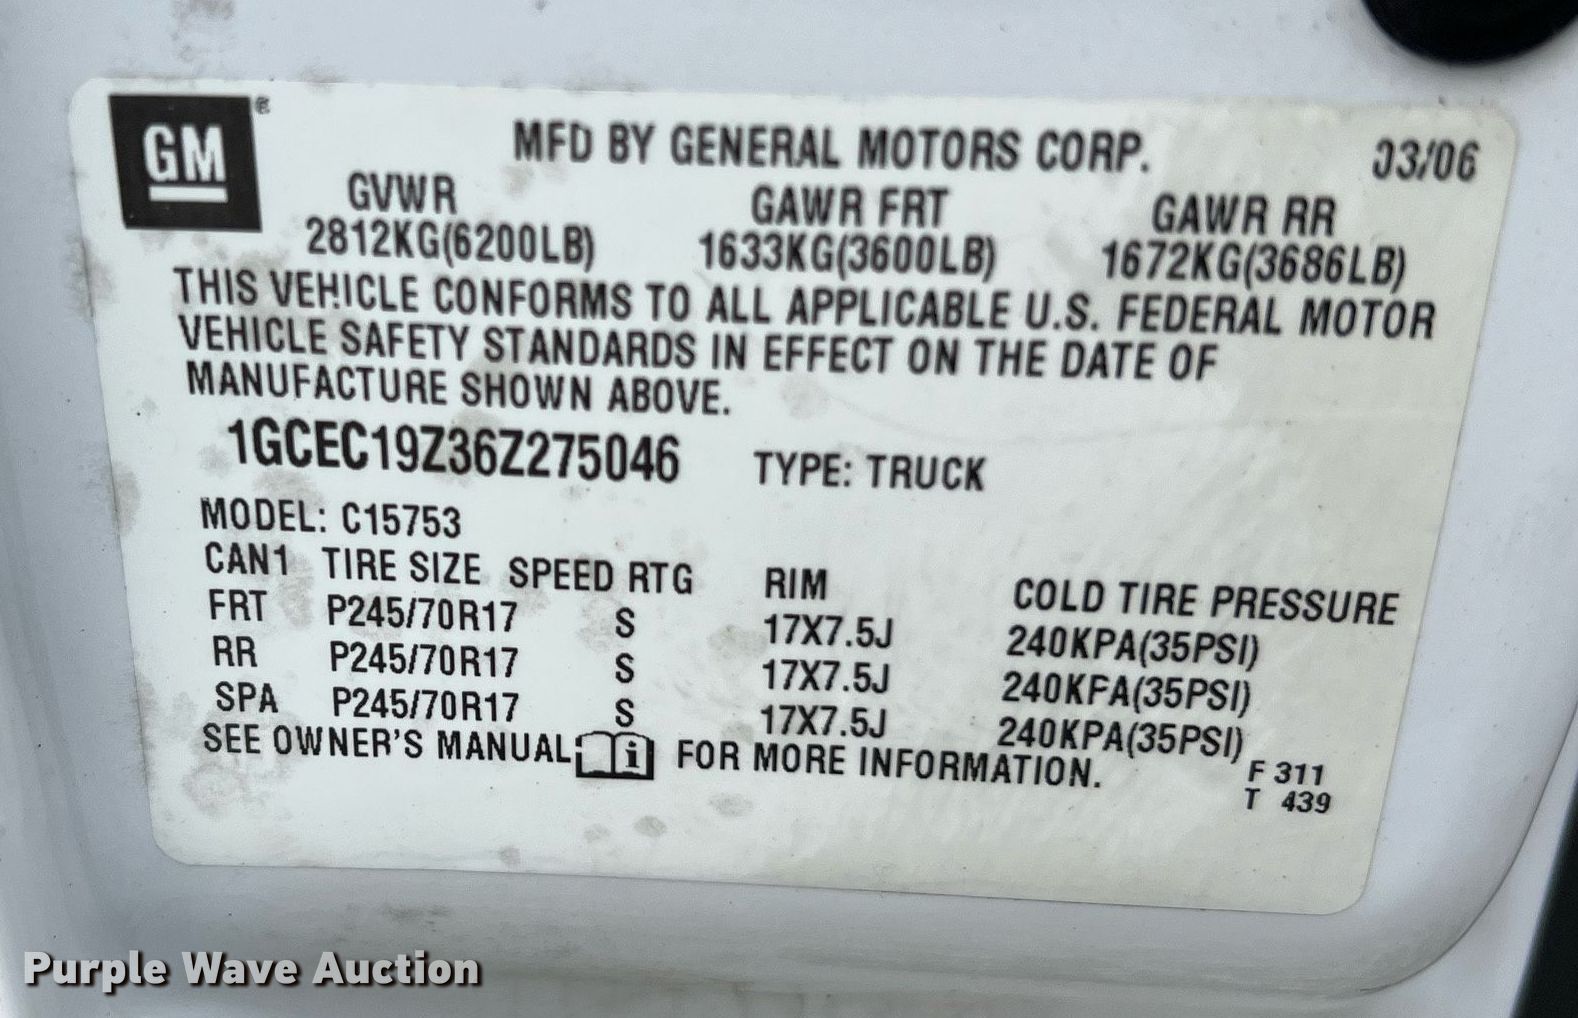 GM ®
MFD BY GENERAL MOTORS CORP. 03/06
GVWR GAWR FRT GAWR RR
2812KG(6200LB) 1633KG(3600LB) 1672KG(3686LB)
THIS VEHICLE CONFORMS TO ALL APPLICABLE U.S. FEDERAL MOTOR
VEHICLE SAFETY STANDARDS IN EFFECT ON THE DATE OF
MANUFACTURE SHOWN ABOVE.
1GCEC19Z36Z275046 TYPE: TRUCK
MODEL: C15753
CAN1 TIRE SIZE SPEED RTG RIM COLD TIRE PRESSURE
FRT P245/70R17 S 17X7.5J 240KPA(35PSI)
RR P245/70R17 S 17X7.5J 240KPA(35PSI)
SPA P245/70R17 S 17X7.5J 240KPA(35PSI)
SEE OWNER'S MANUAL i FOR MORE INFORMATION.
F 311
T 439
Purple Wave Auction